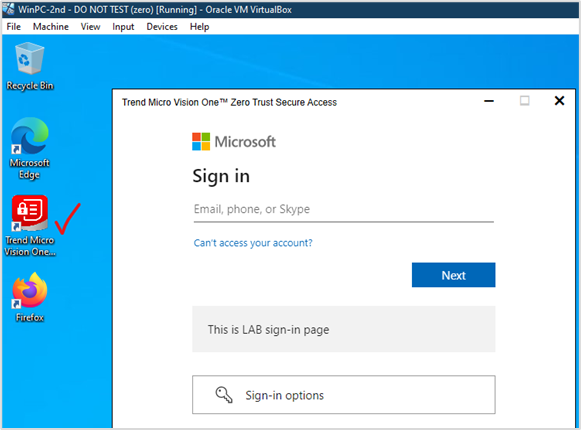 WinPC-2nd - DO NOT TEST (zero) [Running] - Oracle VM VirtualBox
File Machine View Input Devices Help
Recycle Bin
Microsoft
Edge
Trend Micro
Vision One...
Firefox
Trend Micro Vision One™ Zero Trust Secure Access
Microsoft
Sign in
Email, phone, or Skype
Can't access your account?
Next
This is LAB sign-in page
Sign-in options